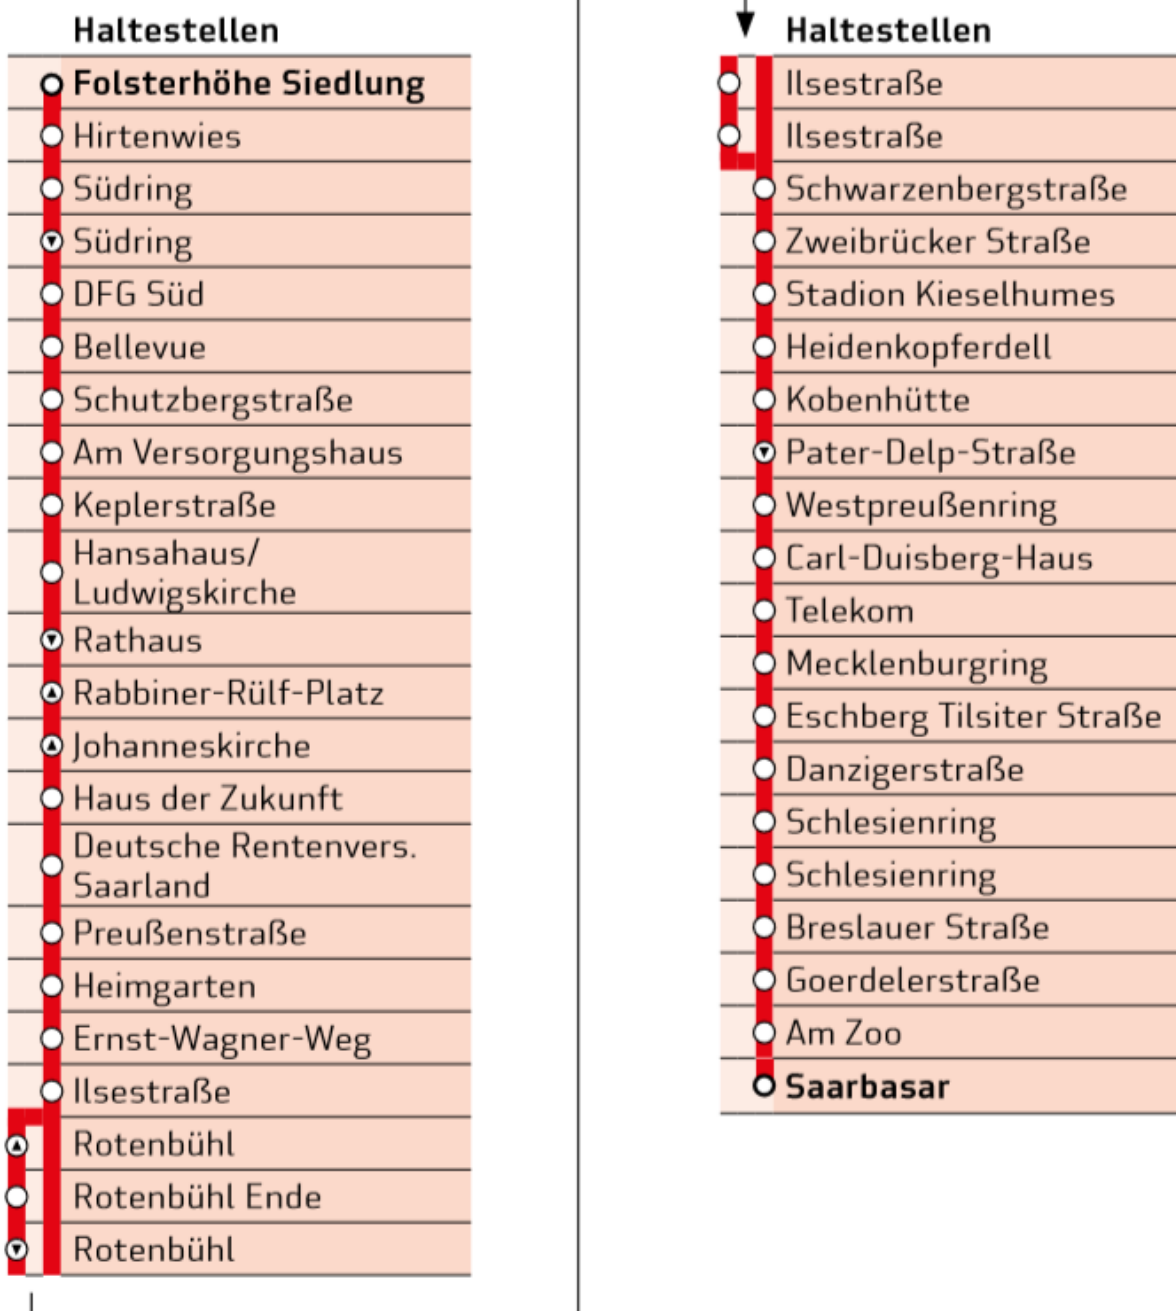 Haltestellen
Folsterhöhe Siedlung
Hirtenwies
Südring
Südring
DFG Süd
Bellevue
Schutzbergstraße
Am Versorgungshaus
Keplerstraße
Hansahaus/
Ludwigskirche
Rathaus
Rabbiner-Rülf-Platz
Johanneskirche
Haus der Zukunft
Deutsche Rentenvers.
Saarland
Preußenstraße
Heimgarten
Ernst-Wagner-Weg
Ilsestraße
Rotenbühl
Rotenbühl Ende
Rotenbühl
Haltestellen
Ilsestraße
Ilsestraße
Schwarzenbergstraße
Zweibrücker Straße
Stadion Kieselhumes
Heidenkopferdell
Kobenhütte
Pater-Delp-Straße
Westpreußenring
Carl-Duisberg-Haus
Telekom
Mecklenburgring
Eschberg Tilsiter Straße
Danzigerstraße
Schlesienring
Schlesienring
Breslauer Straße
Goerdelerstraße
Am Zoo
Saarbasar